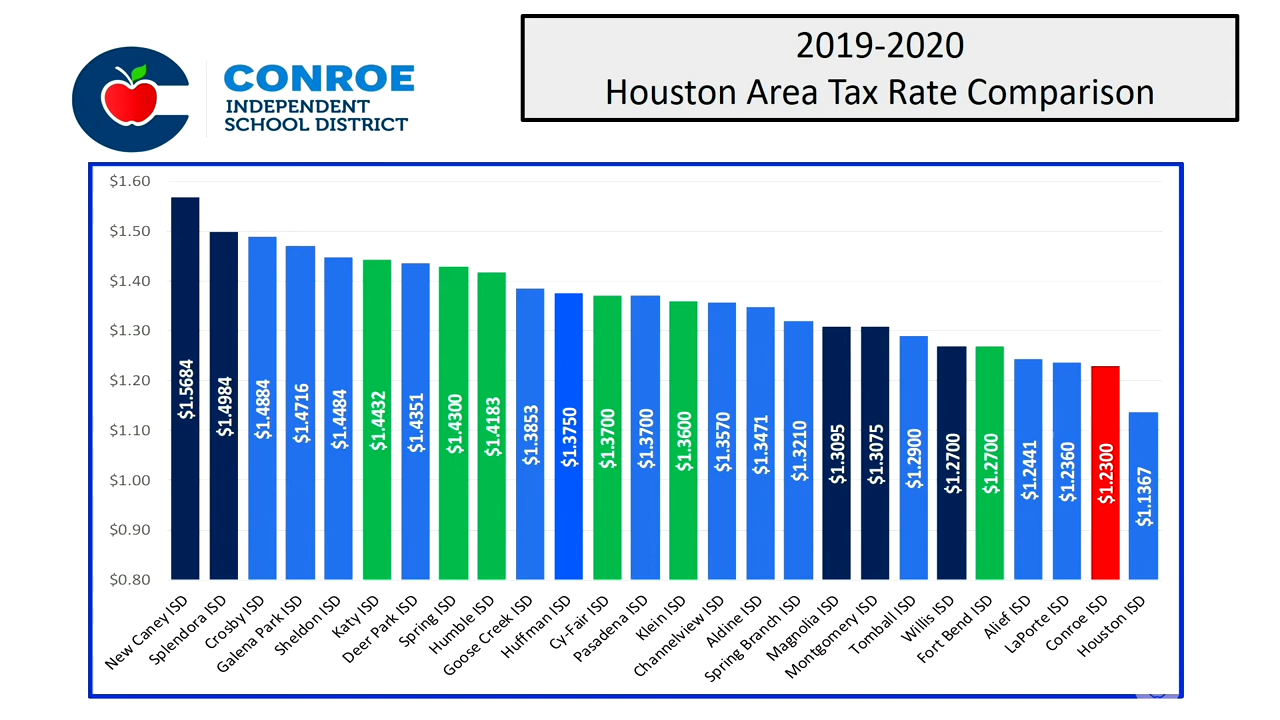 CONROE
INDEPENDENT
SCHOOL DISTRICT
2019-2020
Houston Area Tax Rate Comparison
$1.60
$1.50
$1.40
$1.30
$1.20
$1.10
$1.00
$0.90
$0.80
$1.5684
$1.4984
$1.4884
$1.4716
$1.4484
$1.4432
$1.4351
$1.4300
$1.4183
$1.3853
$1.3750
$1.3700
$1.3700
$1.3600
$1.3570
$1.3471
$1.3210
$1.3095
$1.3075
$1.2900
$1.2700
$1.2700
$1.2441
$1.2360
$1.2300
$1.1367
New Caney ISD
Splendora ISD
Crosby ISD
Galena Park ISD
Sheldon ISD
Katy ISD
Deer Park ISD
Spring ISD
Humble ISD
Goose Creek ISD
Huffman ISD
Cy-Fair ISD
Pasadena ISD
Klein ISD
Channelview ISD
Aldine ISD
Spring Branch ISD
Magnolia ISD
Montgomery ISD
Tomball ISD
Willis ISD
Fort Bend ISD
Alief ISD
LaPorte ISD
Conroe ISD
Houston ISD